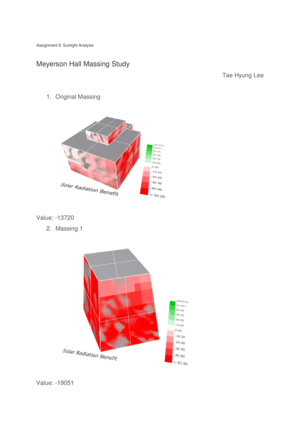 Assignment 8: Sunlight Analysis
Meyerson Hall Massing Study
Tae Hyung Lee
1. Original Massing
Solar Radiation Benefit
Value: -13720
2. Massing 1
Solar Radiation Benefit
Value: -19051